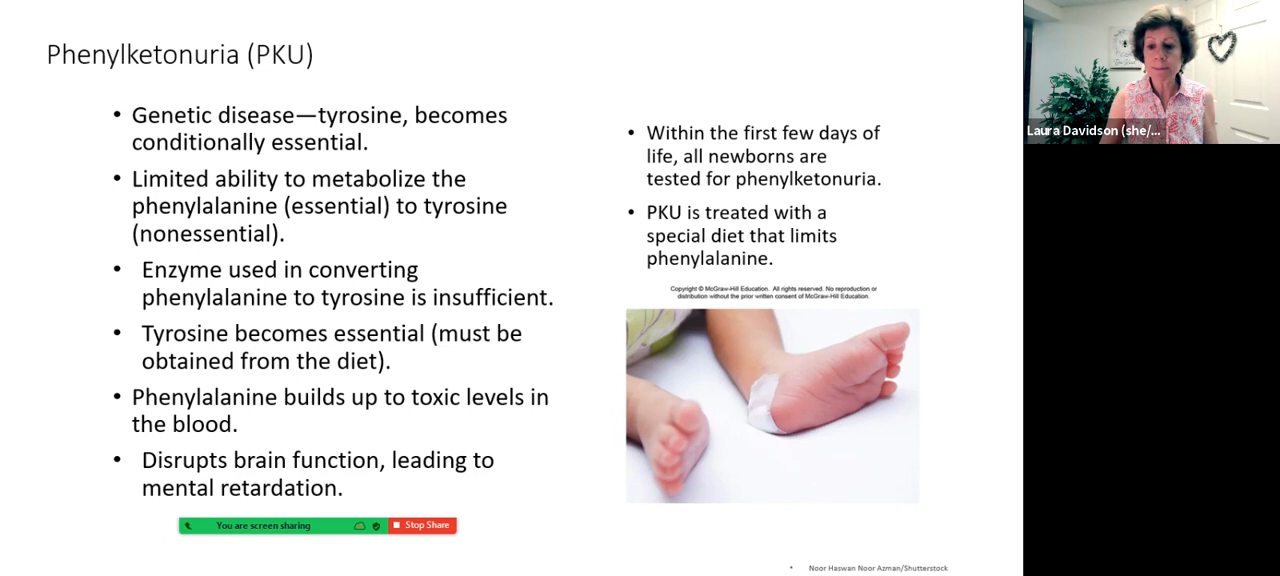 Phenylketonuria (PKU)
• Genetic disease—tyrosine, becomes
conditionally essential.
• Limited ability to metabolize the
phenylalanine (essential) to tyrosine
(nonessential).
• Enzyme used in converting
phenylalanine to tyrosine is insufficient.
• Tyrosine becomes essential (must be
obtained from the diet).
• Phenylalanine builds up to toxic levels in
the blood.
• Disrupts brain function, leading to
mental retardation.
You are screen sharing
Stop Share
• Within the first few days of
life, all newborns are
tested for phenylketonuria.
• PKU is treated with a
special diet that limits
phenylalanine.
Copyright © McGraw-Hill Education. All rights reserved. No reproduction or
distribution without the prior written consent of McGraw-Hill Education.
• Noor Haswan Noor Azman/Shutterstock
Laura Davidson (she/...